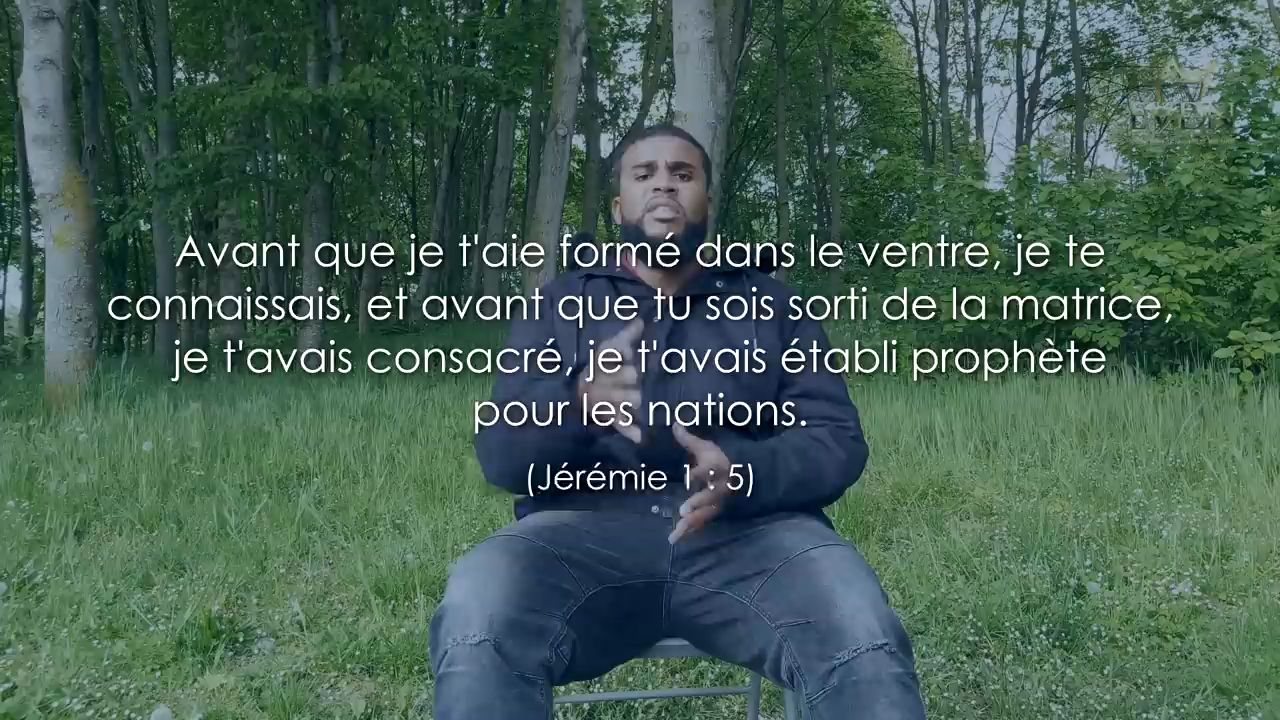 Avant que je t'aie formé dans le ventre, je te
connaissais, et avant que tu sois sorti de la matrice,
je t'avais consacré, je t'avais établi prophète
pour les nations.
(Jérémie 1 : 5)